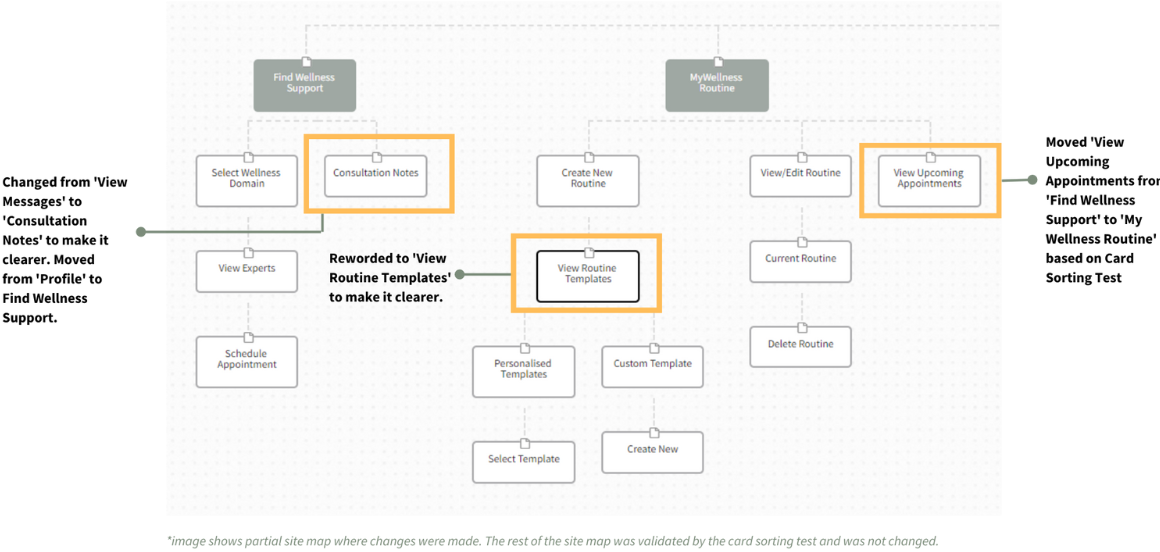 Find Wellness
Support
MyWellness
Routine
Select Wellness
Domain
Consultation Notes
Create New
Routine
View/Edit Routine
View Upcoming
Appointments
Moved 'View
Upcoming
Appointments from
'Find Wellness
Support' to 'My
Wellness Routine'
based on Card
Sorting Test
Changed from 'View
Messages' to
'Consultation
Notes' to make it
clearer. Moved
from 'Profile' to
Find Wellness
Support.
View Experts
Reworded to 'View
Routine Templates'
to make it clearer.
View Routine
Templates
Current Routine
Schedule
Appointment
Personalised
Templates
Custom Template
Delete Routine
Select Template
Create New
*image shows partial site map where changes were made. The rest of the site map was validated by the card sorting test and was not changed.